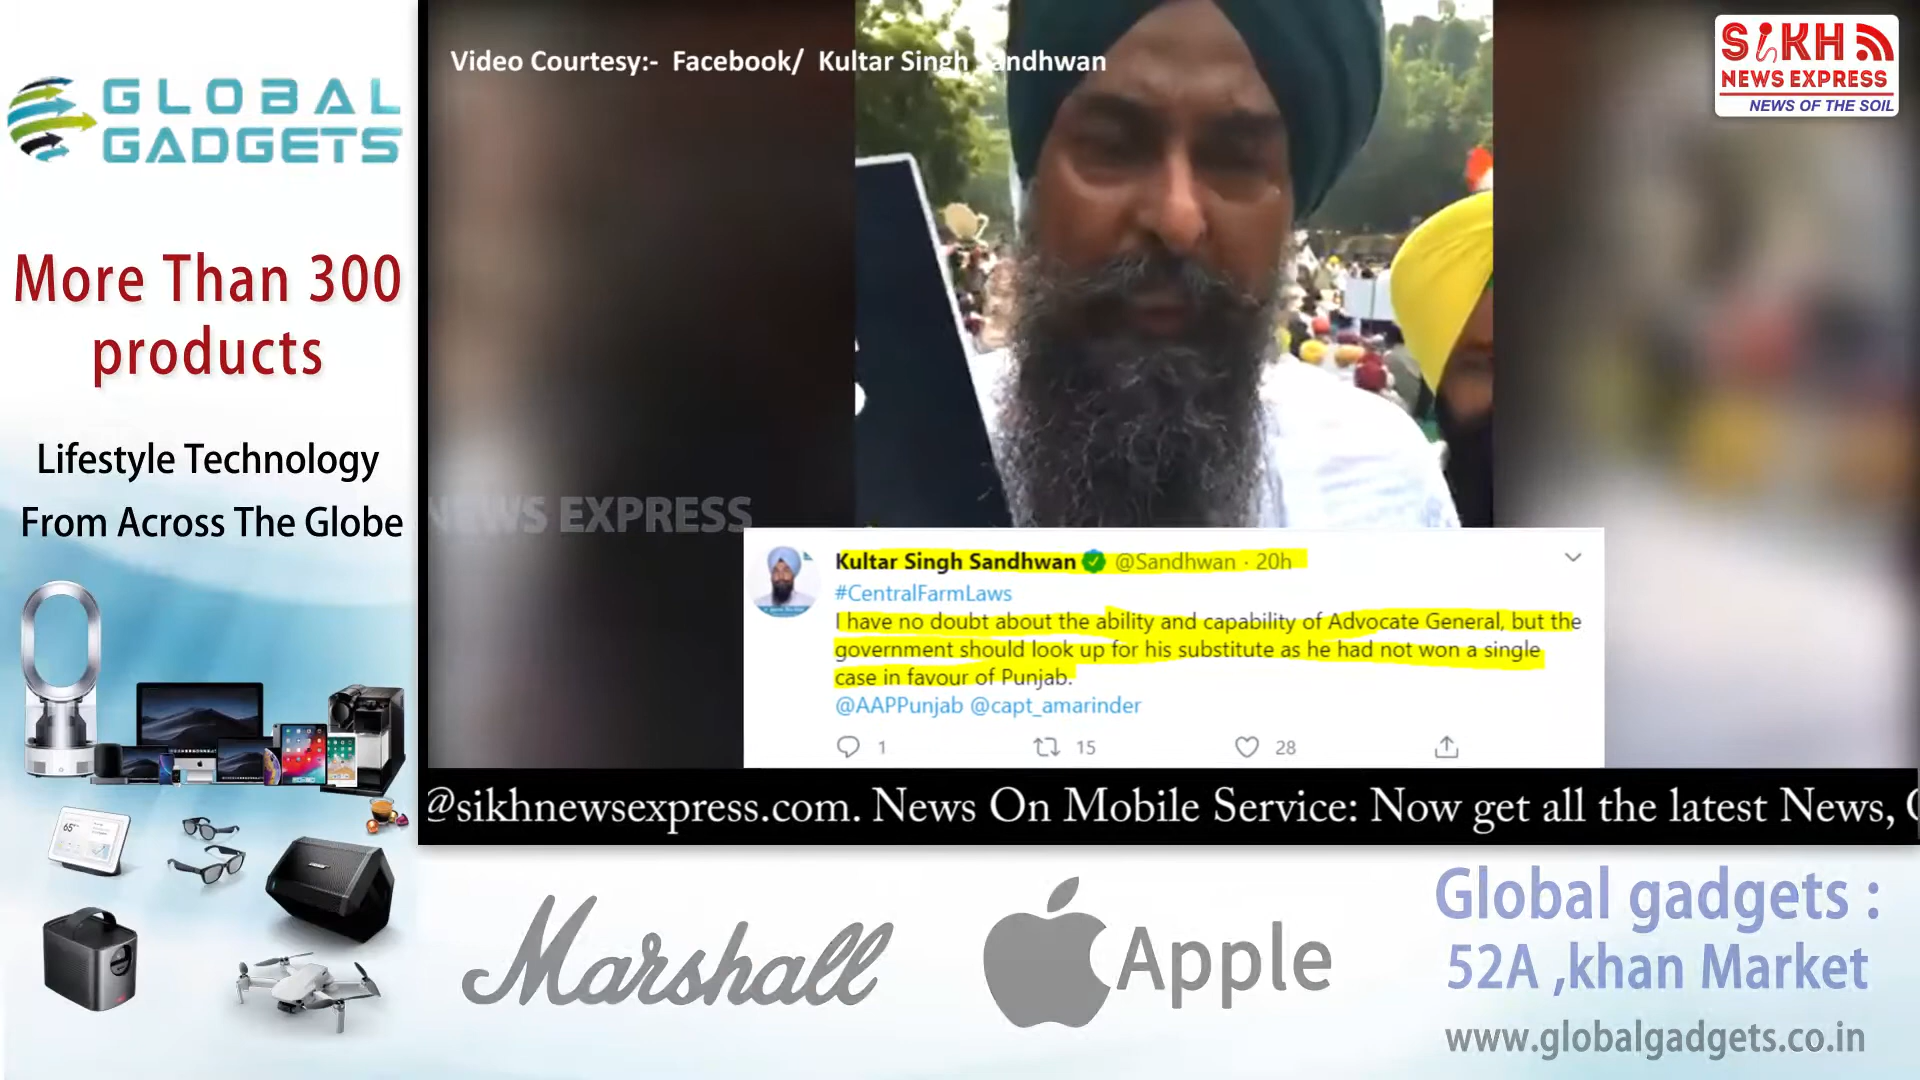 GLOBAL
GADGETS
More Than 300
products
Lifestyle Technology
From Across The Globe
Video Courtesy:- Facebook/ Kultar Singh Sandhwan
SiKH
NEWS EXPRESS
NEWS OF THE SOIL
NEWS EXPRESS
Kultar Singh Sandhwan @Sandhwan · 20h
#CentralFarmLaws
I have no doubt about the ability and capability of Advocate General, but the
government should look up for his substitute as he had not won a single
case in favour of Punjab.
@AAPPunjab @capt_amarinder
1 15 28
@sikhnewsexpress.com. News On Mobile Service: Now get all the latest News,
65°
Marshall
Apple
Global gadgets :
52A ,khan Market
www.globalgadgets.co.in